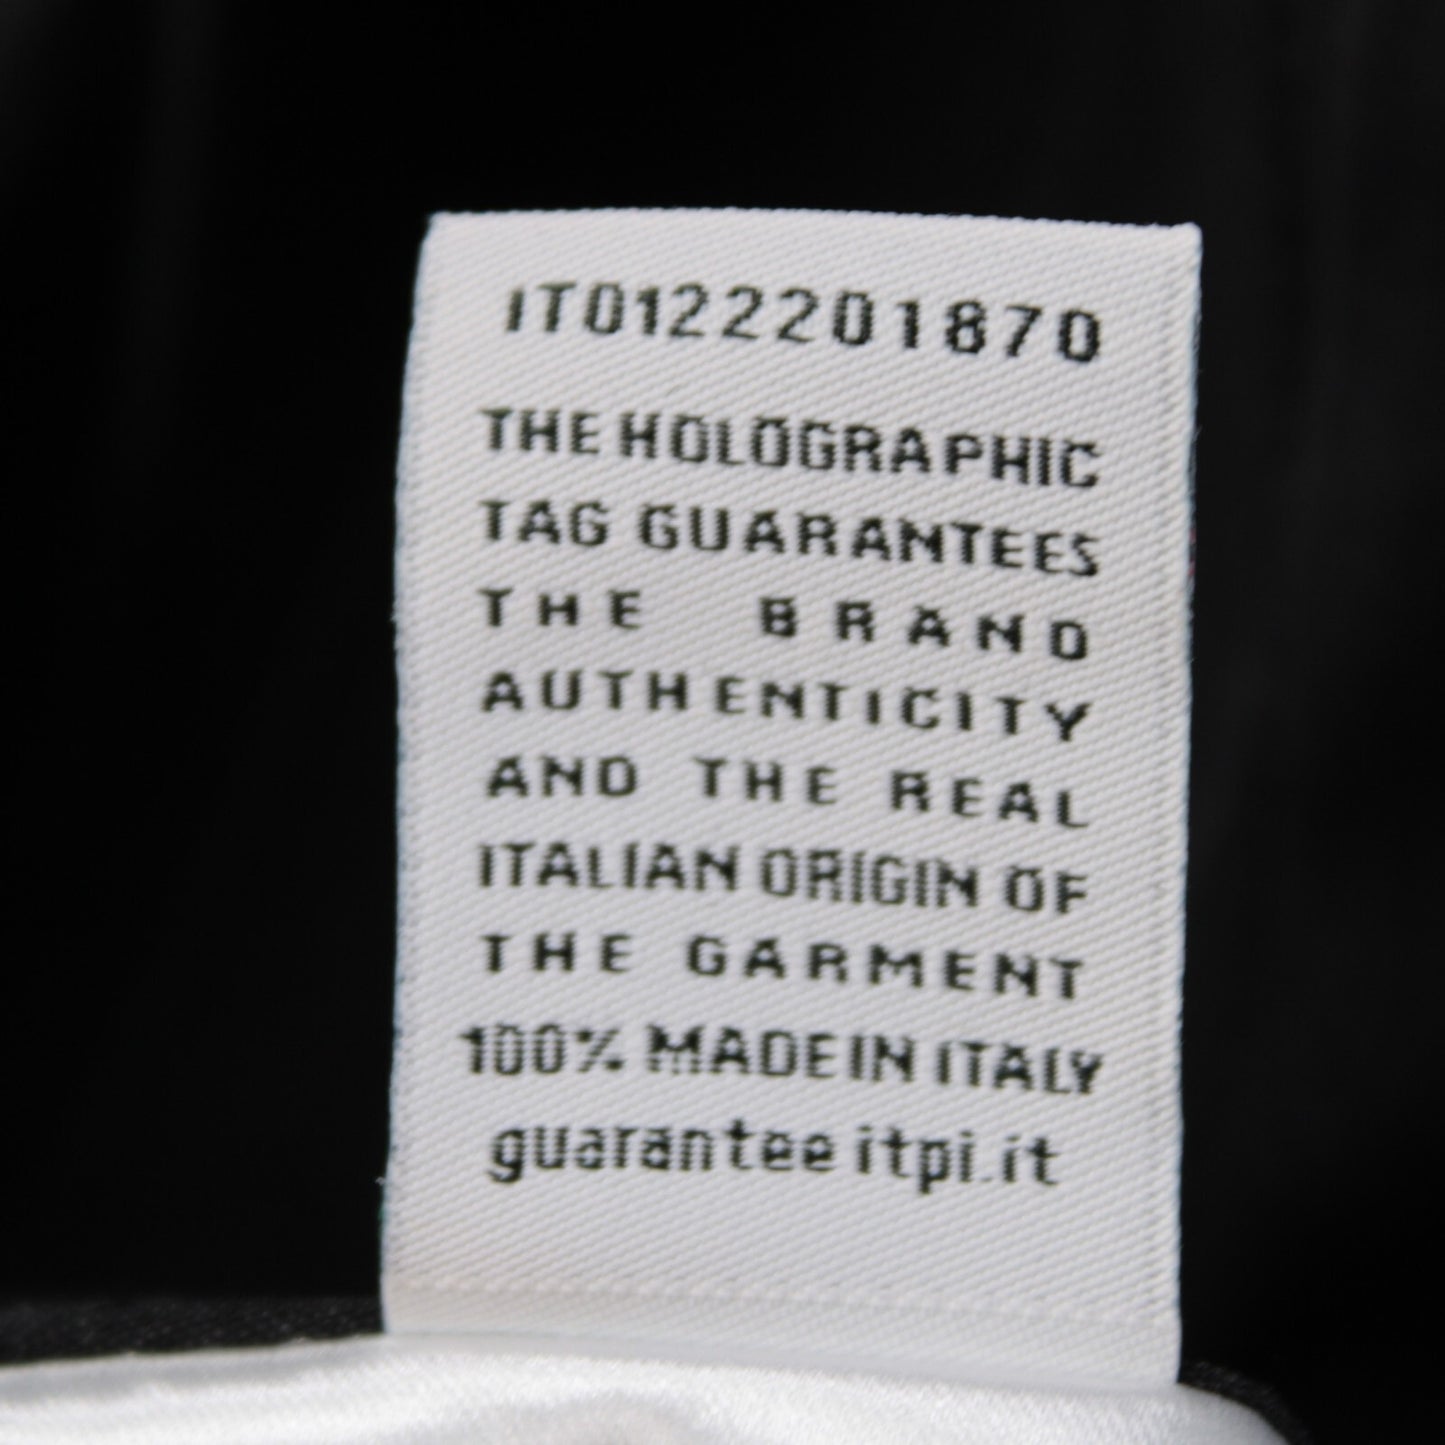 IT0122201870
THE HOLOGRAPHIC
TAG GUARANTEES
THE BRAND
AUTHENTICITY
AND THE REAL
ITALIAN ORIGIN OF
THE GARMENT
100% MADE IN ITALY
guarantee itpi.it